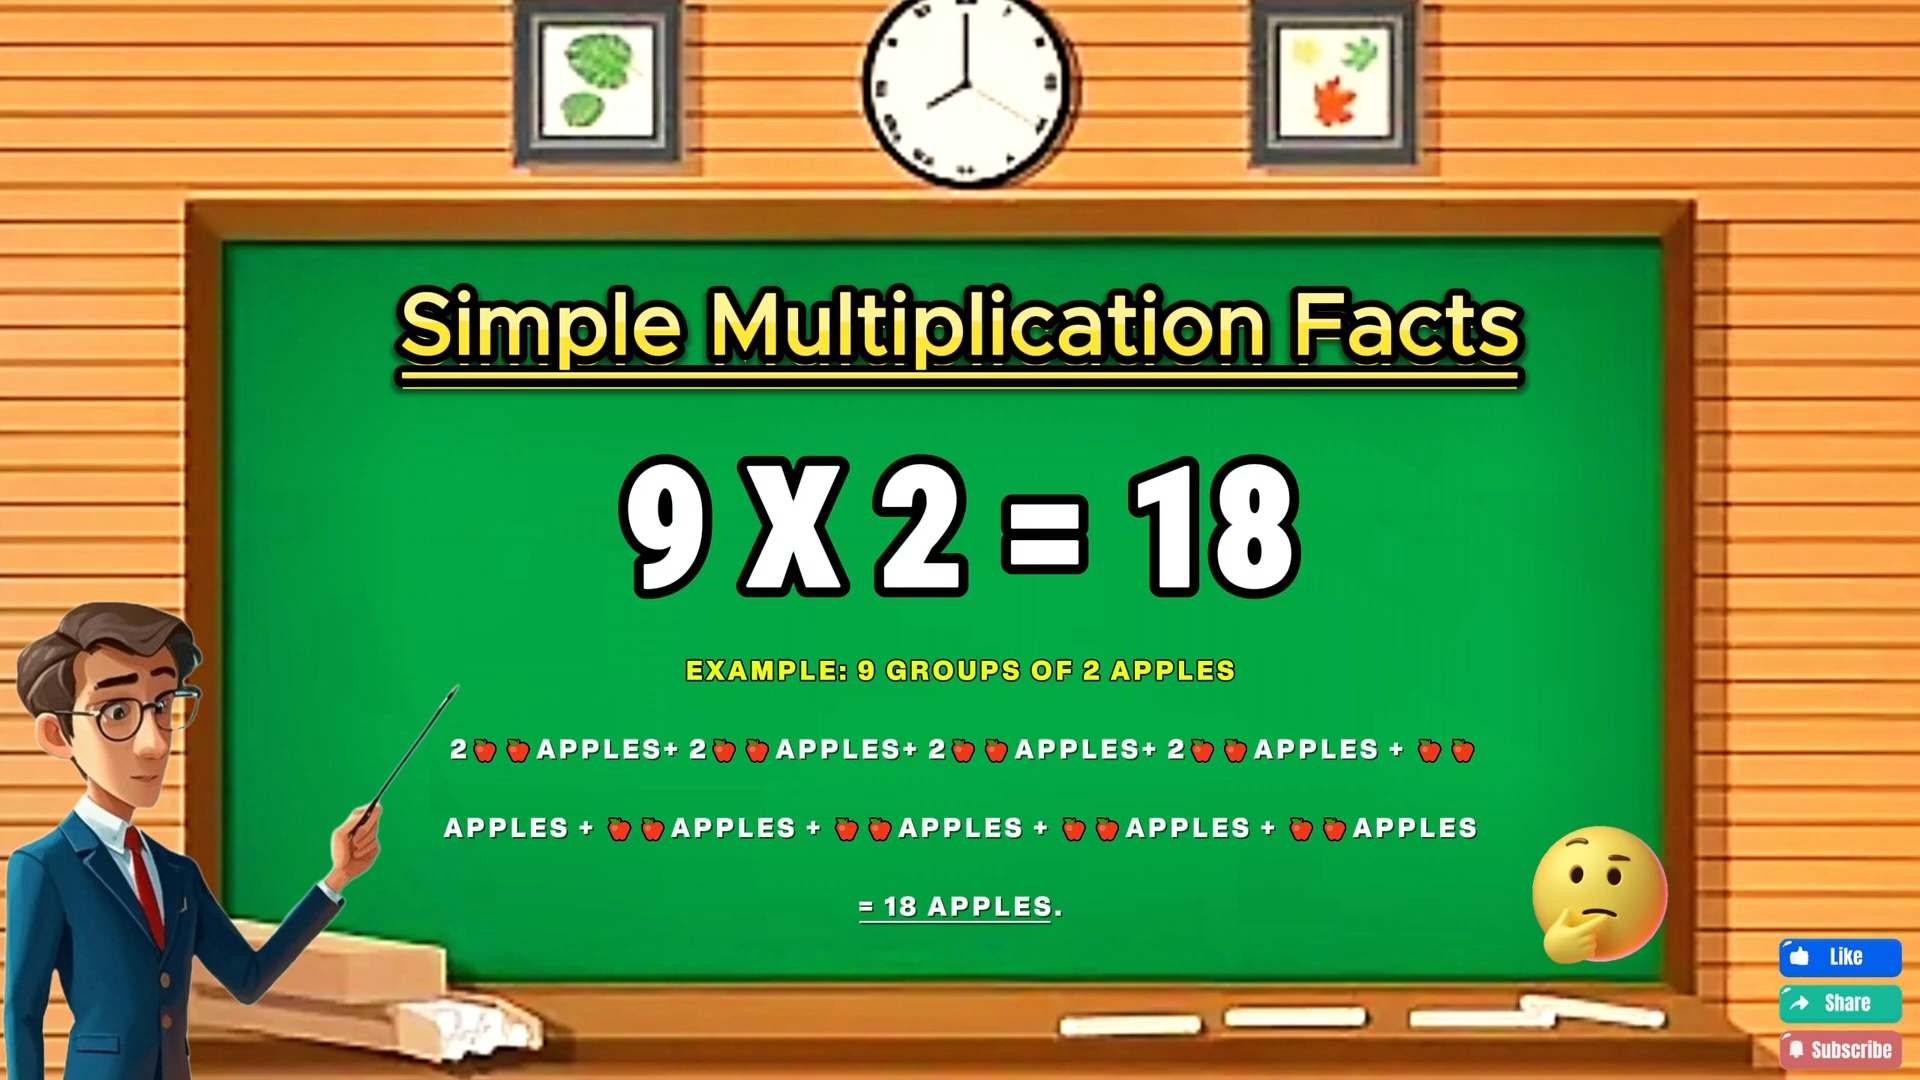 Simple Multiplication Facts
9 X 2 = 18
EXAMPLE: 9 GROUPS OF 2 APPLES
2🍎🍎APPLES+ 2🍎🍎APPLES+ 2🍎🍎APPLES+ 2🍎🍎APPLES + 🍎🍎
APPLES + 🍎🍎APPLES + 🍎🍎APPLES + 🍎🍎APPLES + 🍎🍎APPLES
= 18 APPLES.
Like
Share
Subscribe